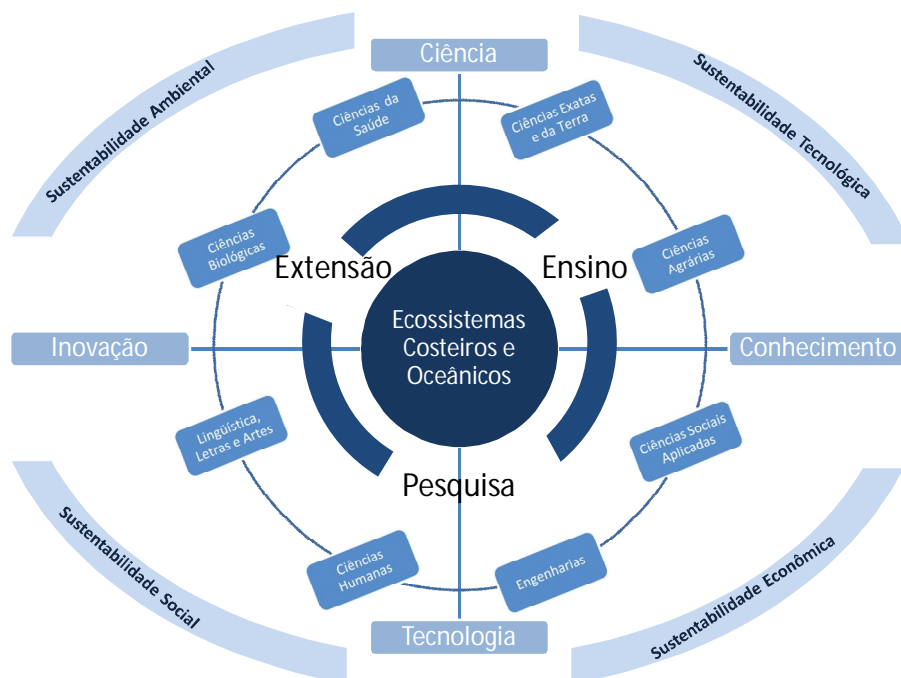 Ciência
Sustentabilidade Ambiental
Sustentabilidade Tecnológica
Ciências da
Saúde
Ciências Exatas
e da Terra
Ciências
Biológicas
Ciências
Agrárias
Extensão
Ensino
Ecossistemas
Costeiros e
Oceânicos
Inovação
Conhecimento
Lingüística,
Letras e Artes
Ciências Sociais
Aplicadas
Pesquisa
Ciências
Humanas
Engenharias
Sustentabilidade Social
Sustentabilidade Econômica
Tecnologia